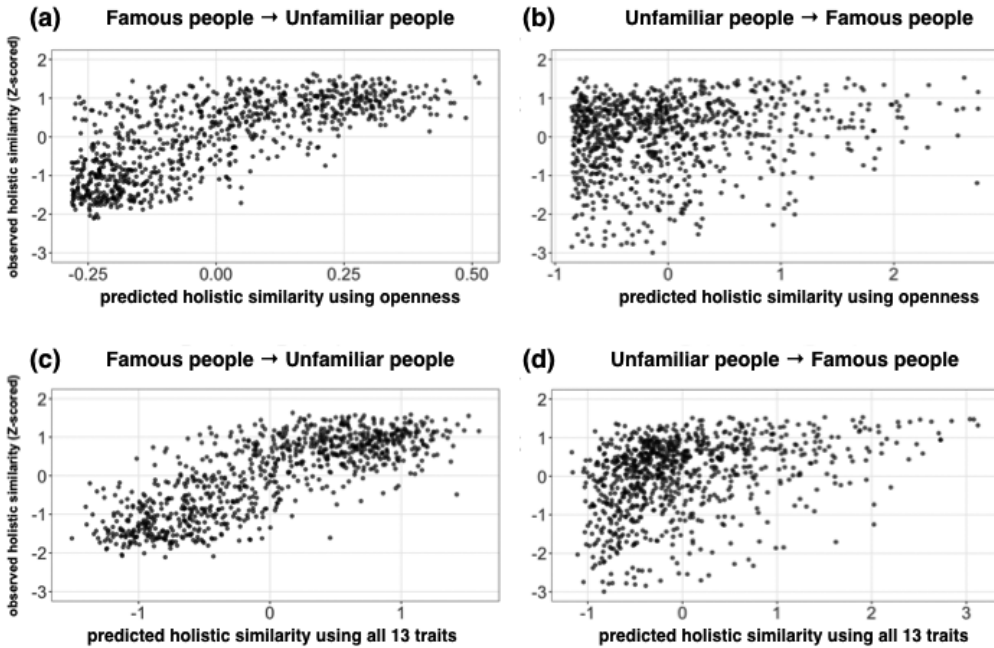 (a) Famous people → Unfamiliar people
(b) Unfamiliar people → Famous people
observed holistic similarity (Z-scored)
2
1
0
-1
-2
-3
-0.25 0.00 0.25 0.50
predicted holistic similarity using openness
2
1
0
-1
-2
-3
-1 0 1 2
predicted holistic similarity using openness
(c) Famous people → Unfamiliar people
(d) Unfamiliar people → Famous people
observed holistic similarity (Z-scored)
2
1
0
-1
-2
-3
-1 0 1
predicted holistic similarity using all 13 traits
2
1
0
-1
-2
-3
-1 0 1 2 3
predicted holistic similarity using all 13 traits